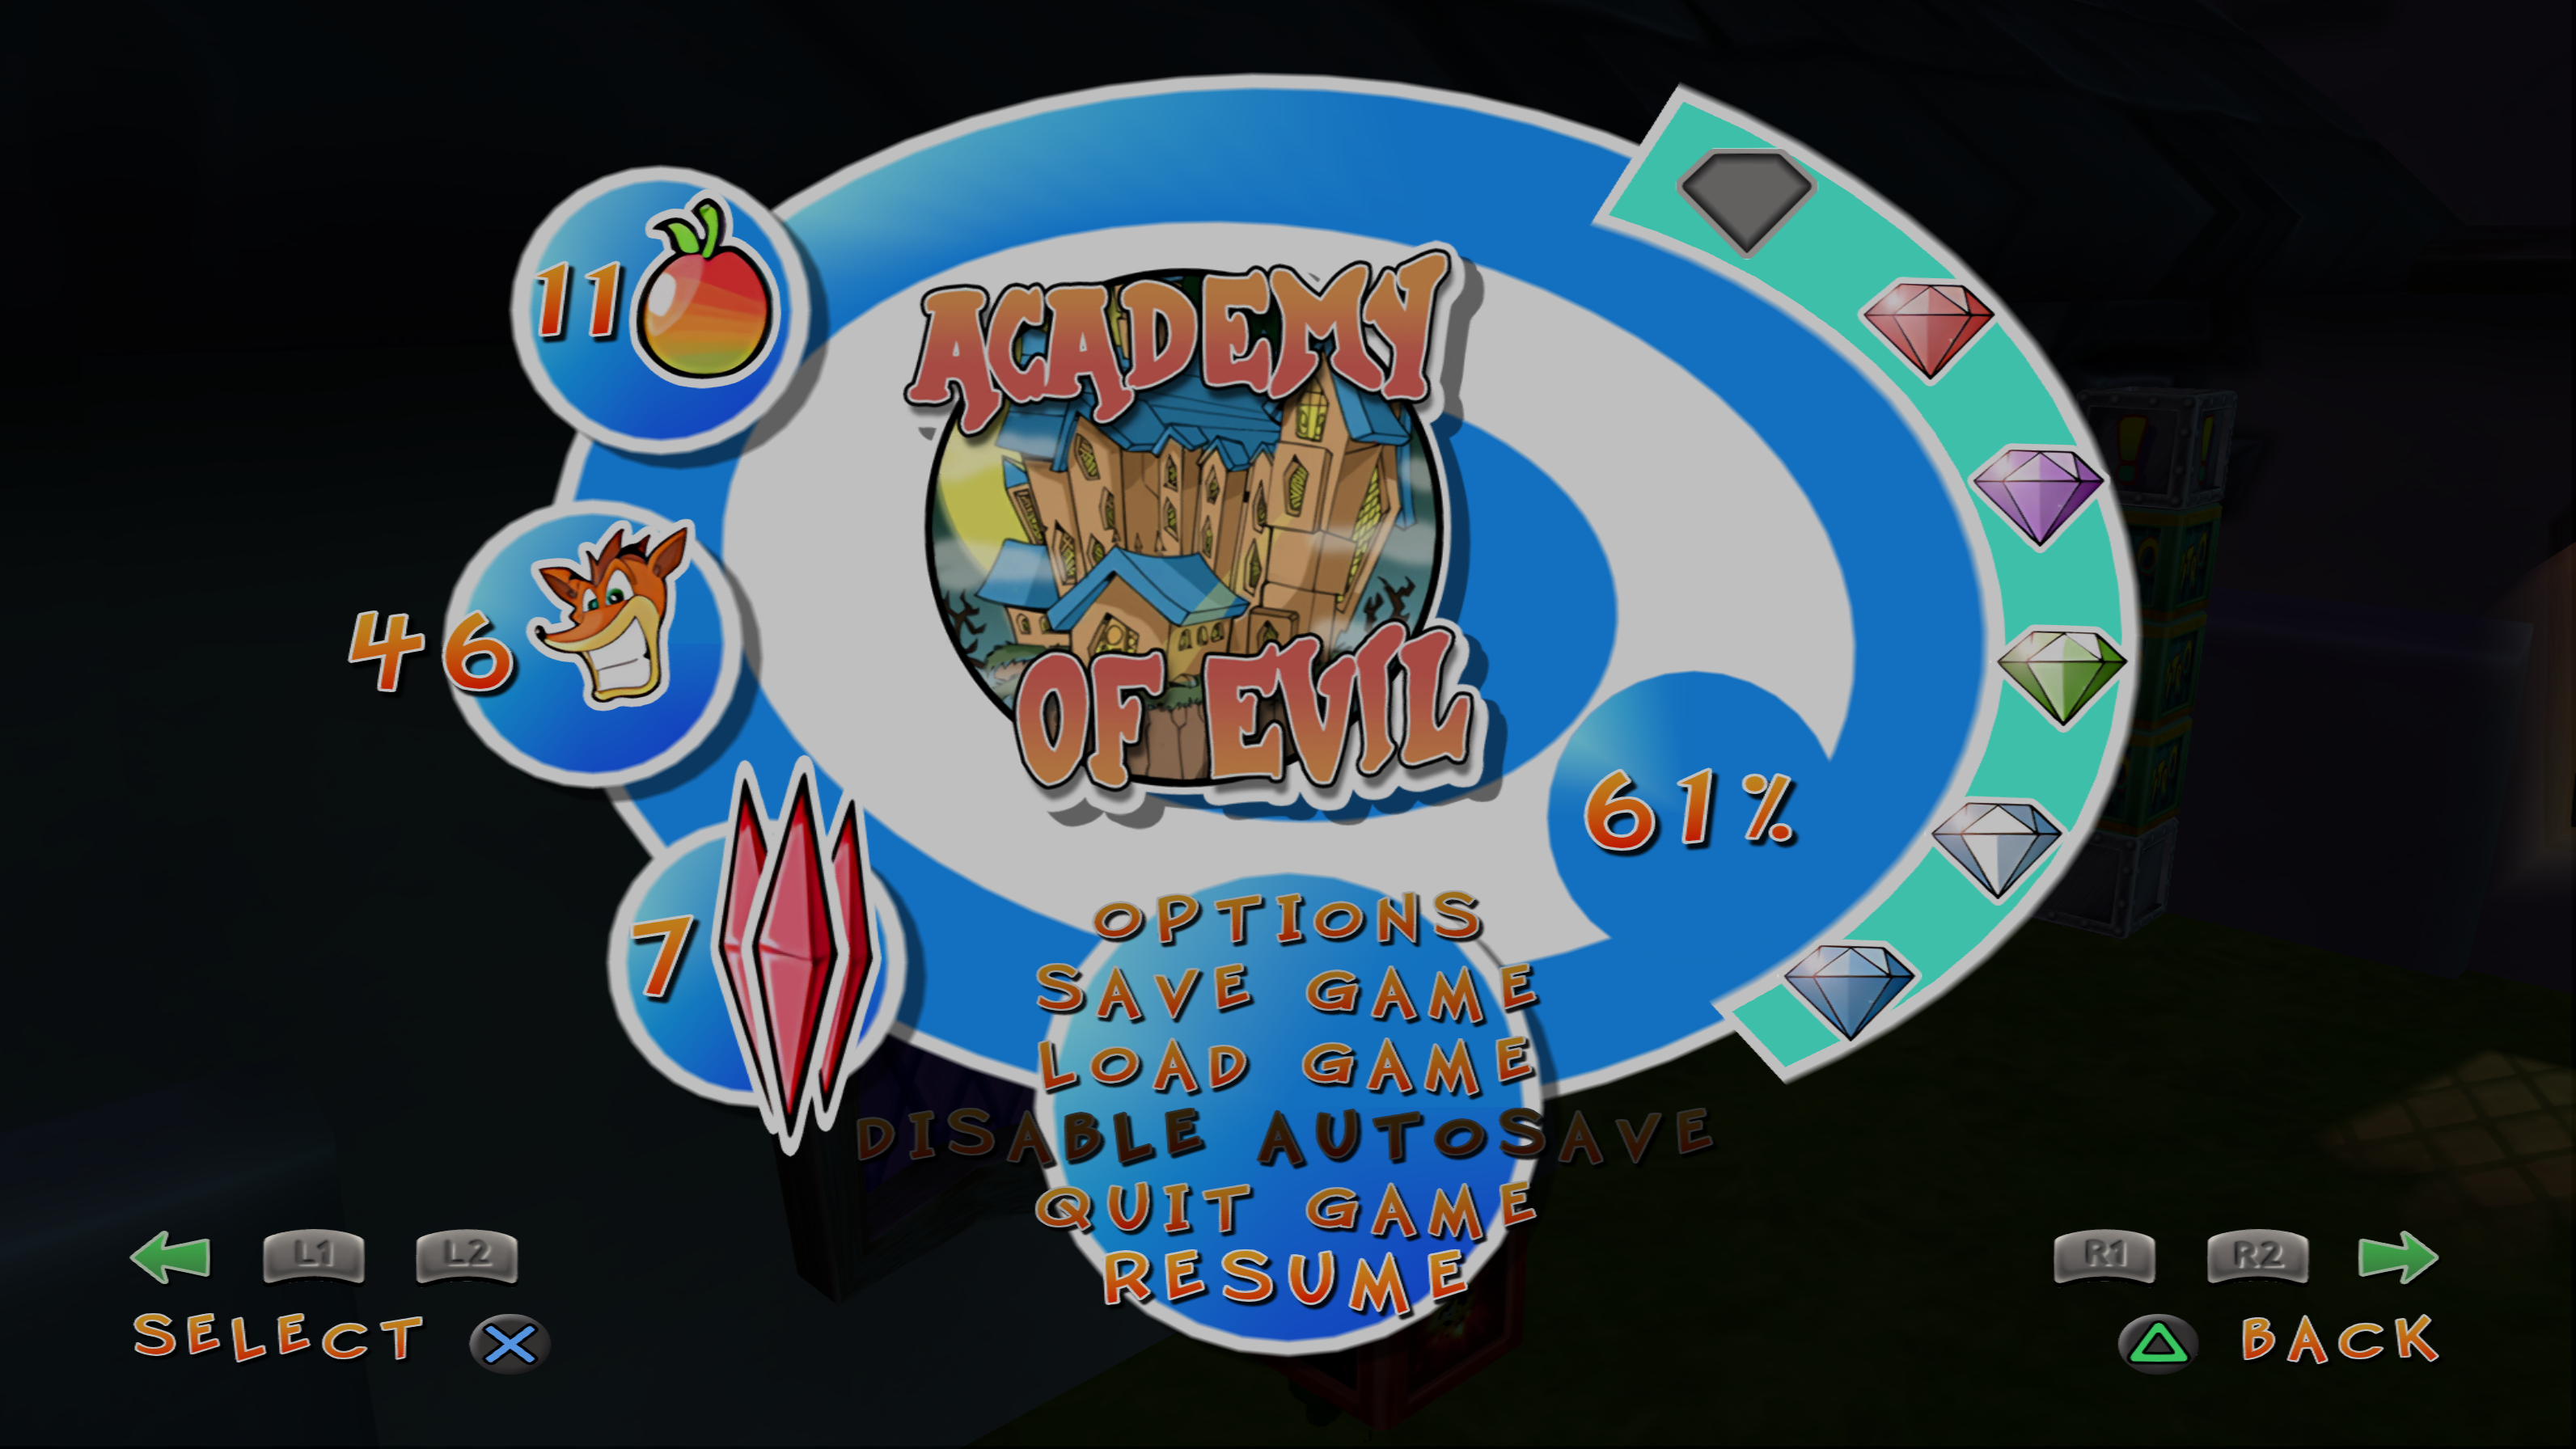 ACADEMY
OF EVIL
11
46
7
61%
OPTIONS
SAVE GAME
LOAD GAME
DISABLE AUTOSAVE
QUIT GAME
RESUME
L1 L2
SELECT
R1 R2
BACK